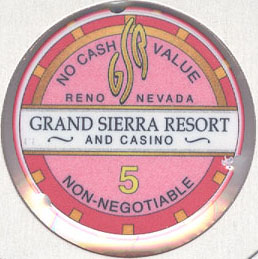 NO CASH VALUE
GSR
RENO NEVADA
GRAND SIERRA RESORT
~ AND CASINO ~
5
NON-NEGOTIABLE